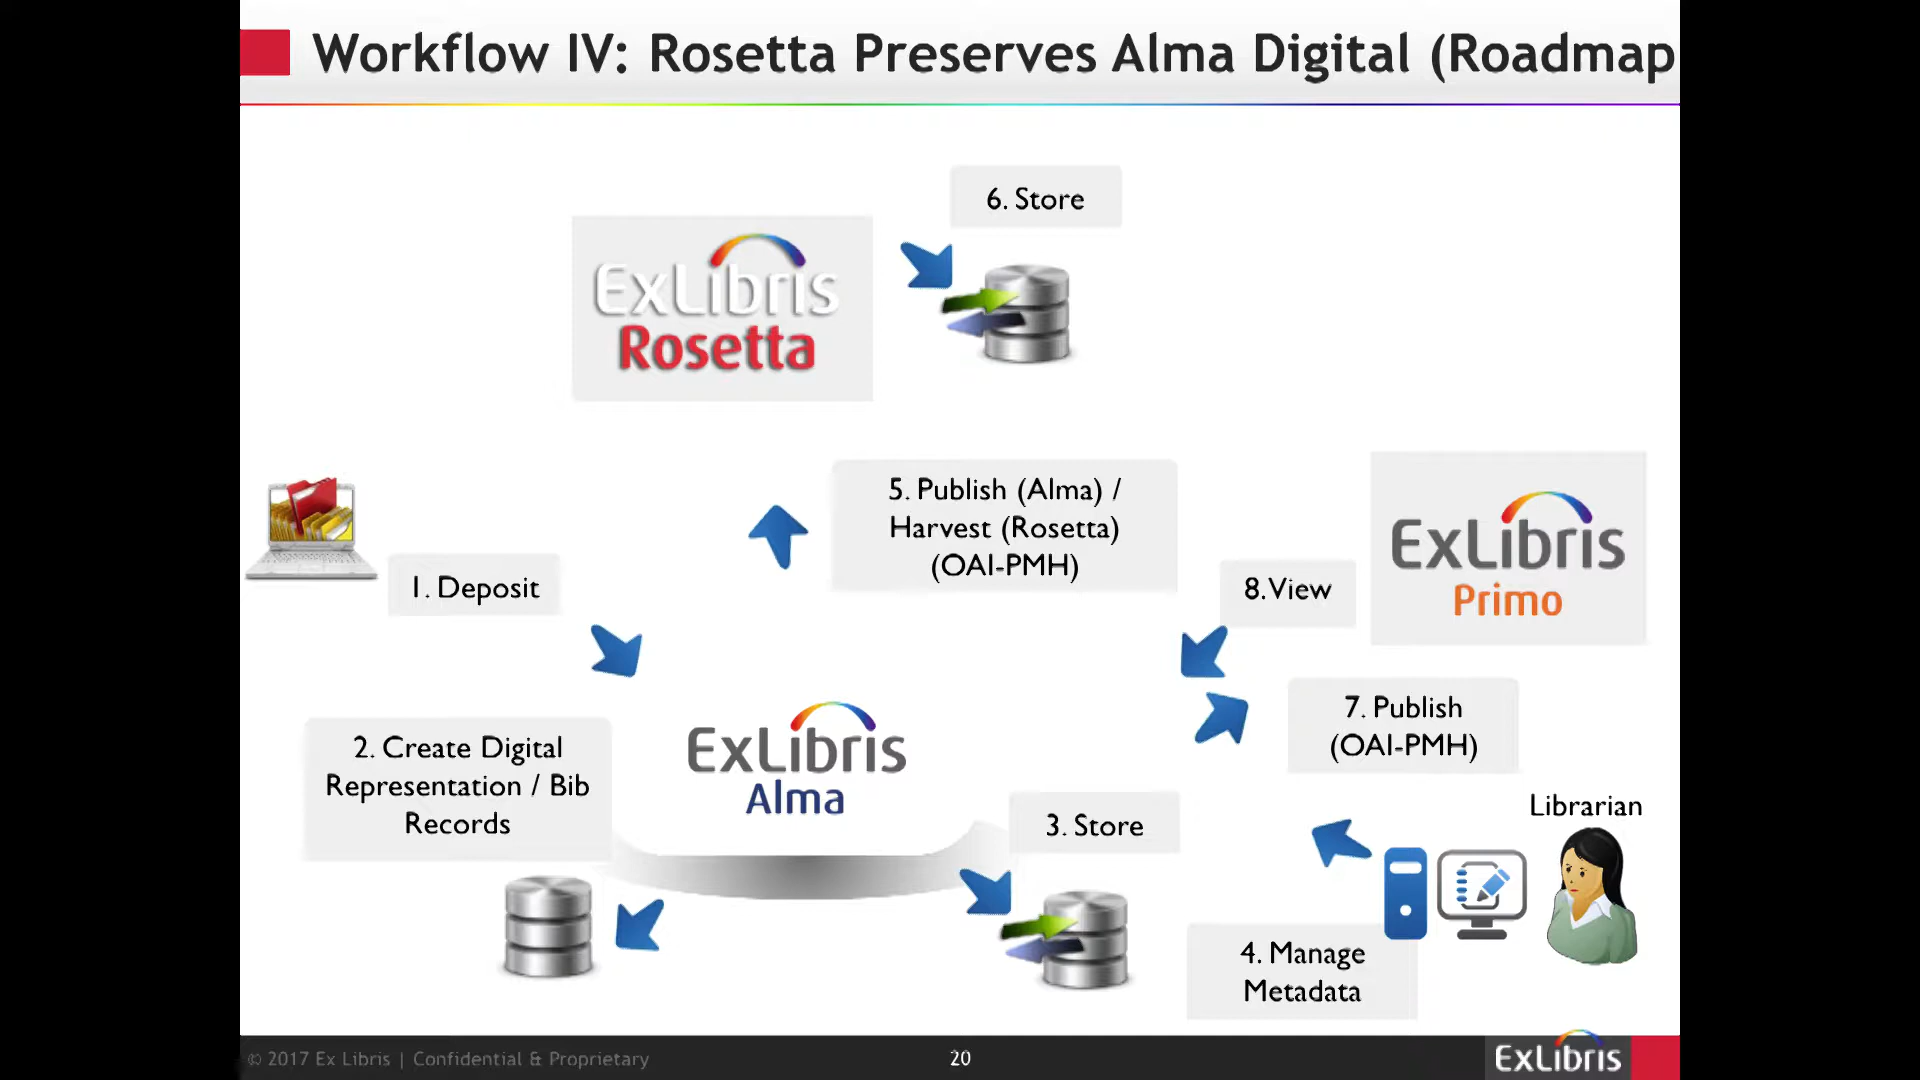 Workflow IV: Rosetta Preserves Alma Digital (Roadmap
6. Store
ExLibris
Rosetta
5. Publish (Alma) /
Harvest (Rosetta)
(OAI-PMH)
ExLibris
Primo
1. Deposit
8. View
7. Publish
(OAI-PMH)
2. Create Digital
Representation / Bib
Records
ExLibris
Alma
3. Store
Librarian
4. Manage
Metadata
© 2017 Ex Libris | Confidential & Proprietary
20
ExLibris